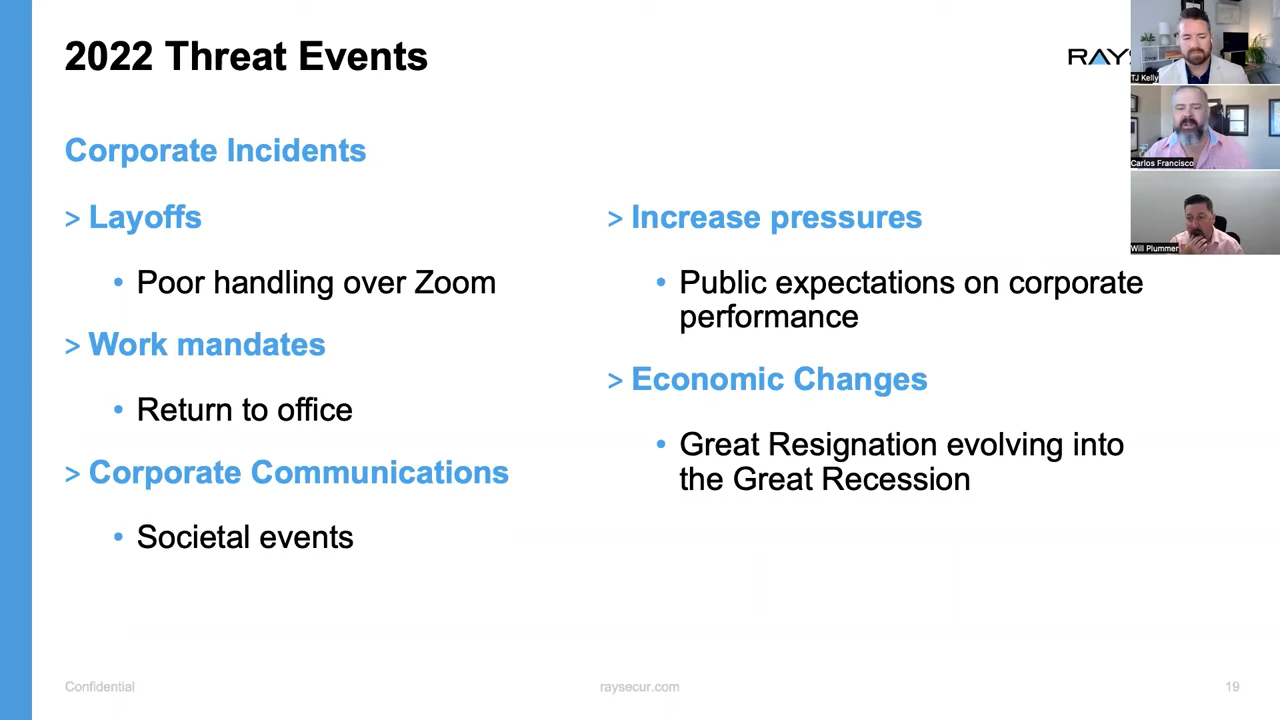 2022 Threat Events
RAYS
TJ Kelly
Carlos Francisco
Will Plummer
Corporate Incidents
> Layoffs
• Poor handling over Zoom
> Work mandates
• Return to office
> Corporate Communications
• Societal events
> Increase pressures
• Public expectations on corporate
performance
> Economic Changes
• Great Resignation evolving into
the Great Recession
Confidential
raysecur.com
19